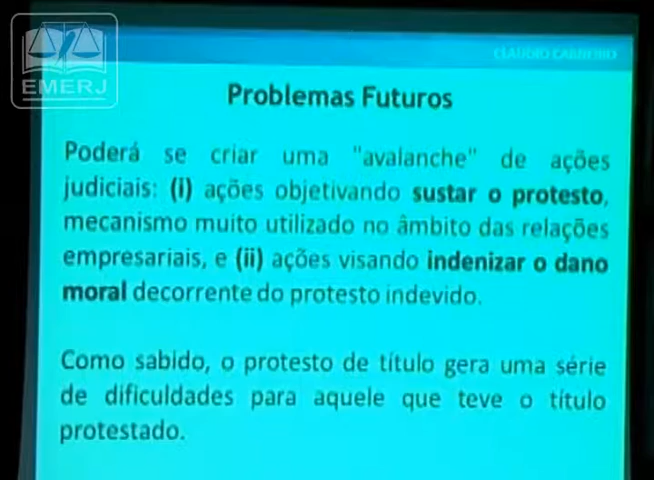 CLAUDIO CARNEIRO
EMERJ
Problemas Futuros
Poderá se criar uma "avalanche" de ações
judiciais: (i) ações objetivando sustar o protesto,
mecanismo muito utilizado no âmbito das relações
empresariais, e (ii) ações visando indenizar o dano
moral decorrente do protesto indevido.
Como sabido, o protesto de título gera uma série
de dificuldades para aquele que teve o título
protestado.